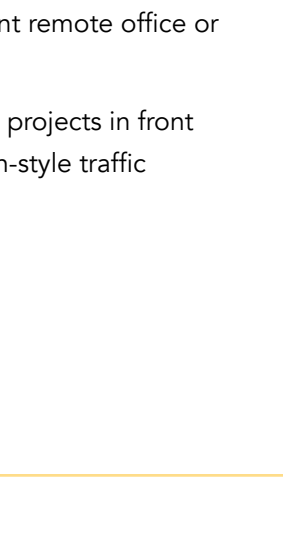 nt remote office or
projects in front
n-style traffic